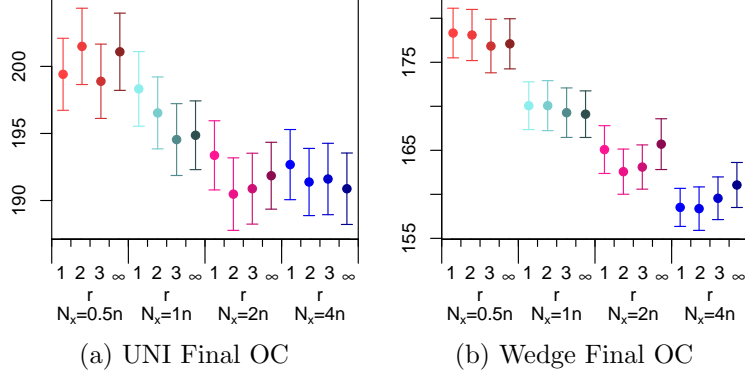 200
195
190
1 2 3 ∞ 1 2 3 ∞ 1 2 3 ∞ 1 2 3 ∞
r r r r
Nₓ=0.5n Nₓ=1n Nₓ=2n Nₓ=4n
(a) UNI Final OC
175
165
155
1 2 3 ∞ 1 2 3 ∞ 1 2 3 ∞ 1 2 3 ∞
r r r r
Nₓ=0.5n Nₓ=1n Nₓ=2n Nₓ=4n
(b) Wedge Final OC